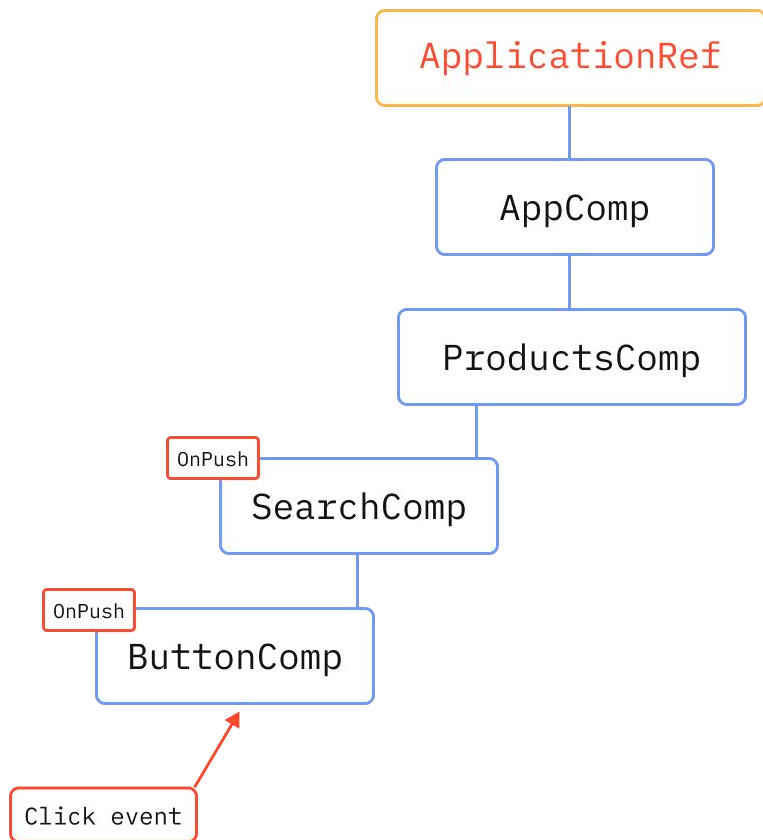 ApplicationRef
AppComp
ProductsComp
OnPush
SearchComp
OnPush
ButtonComp
Click event